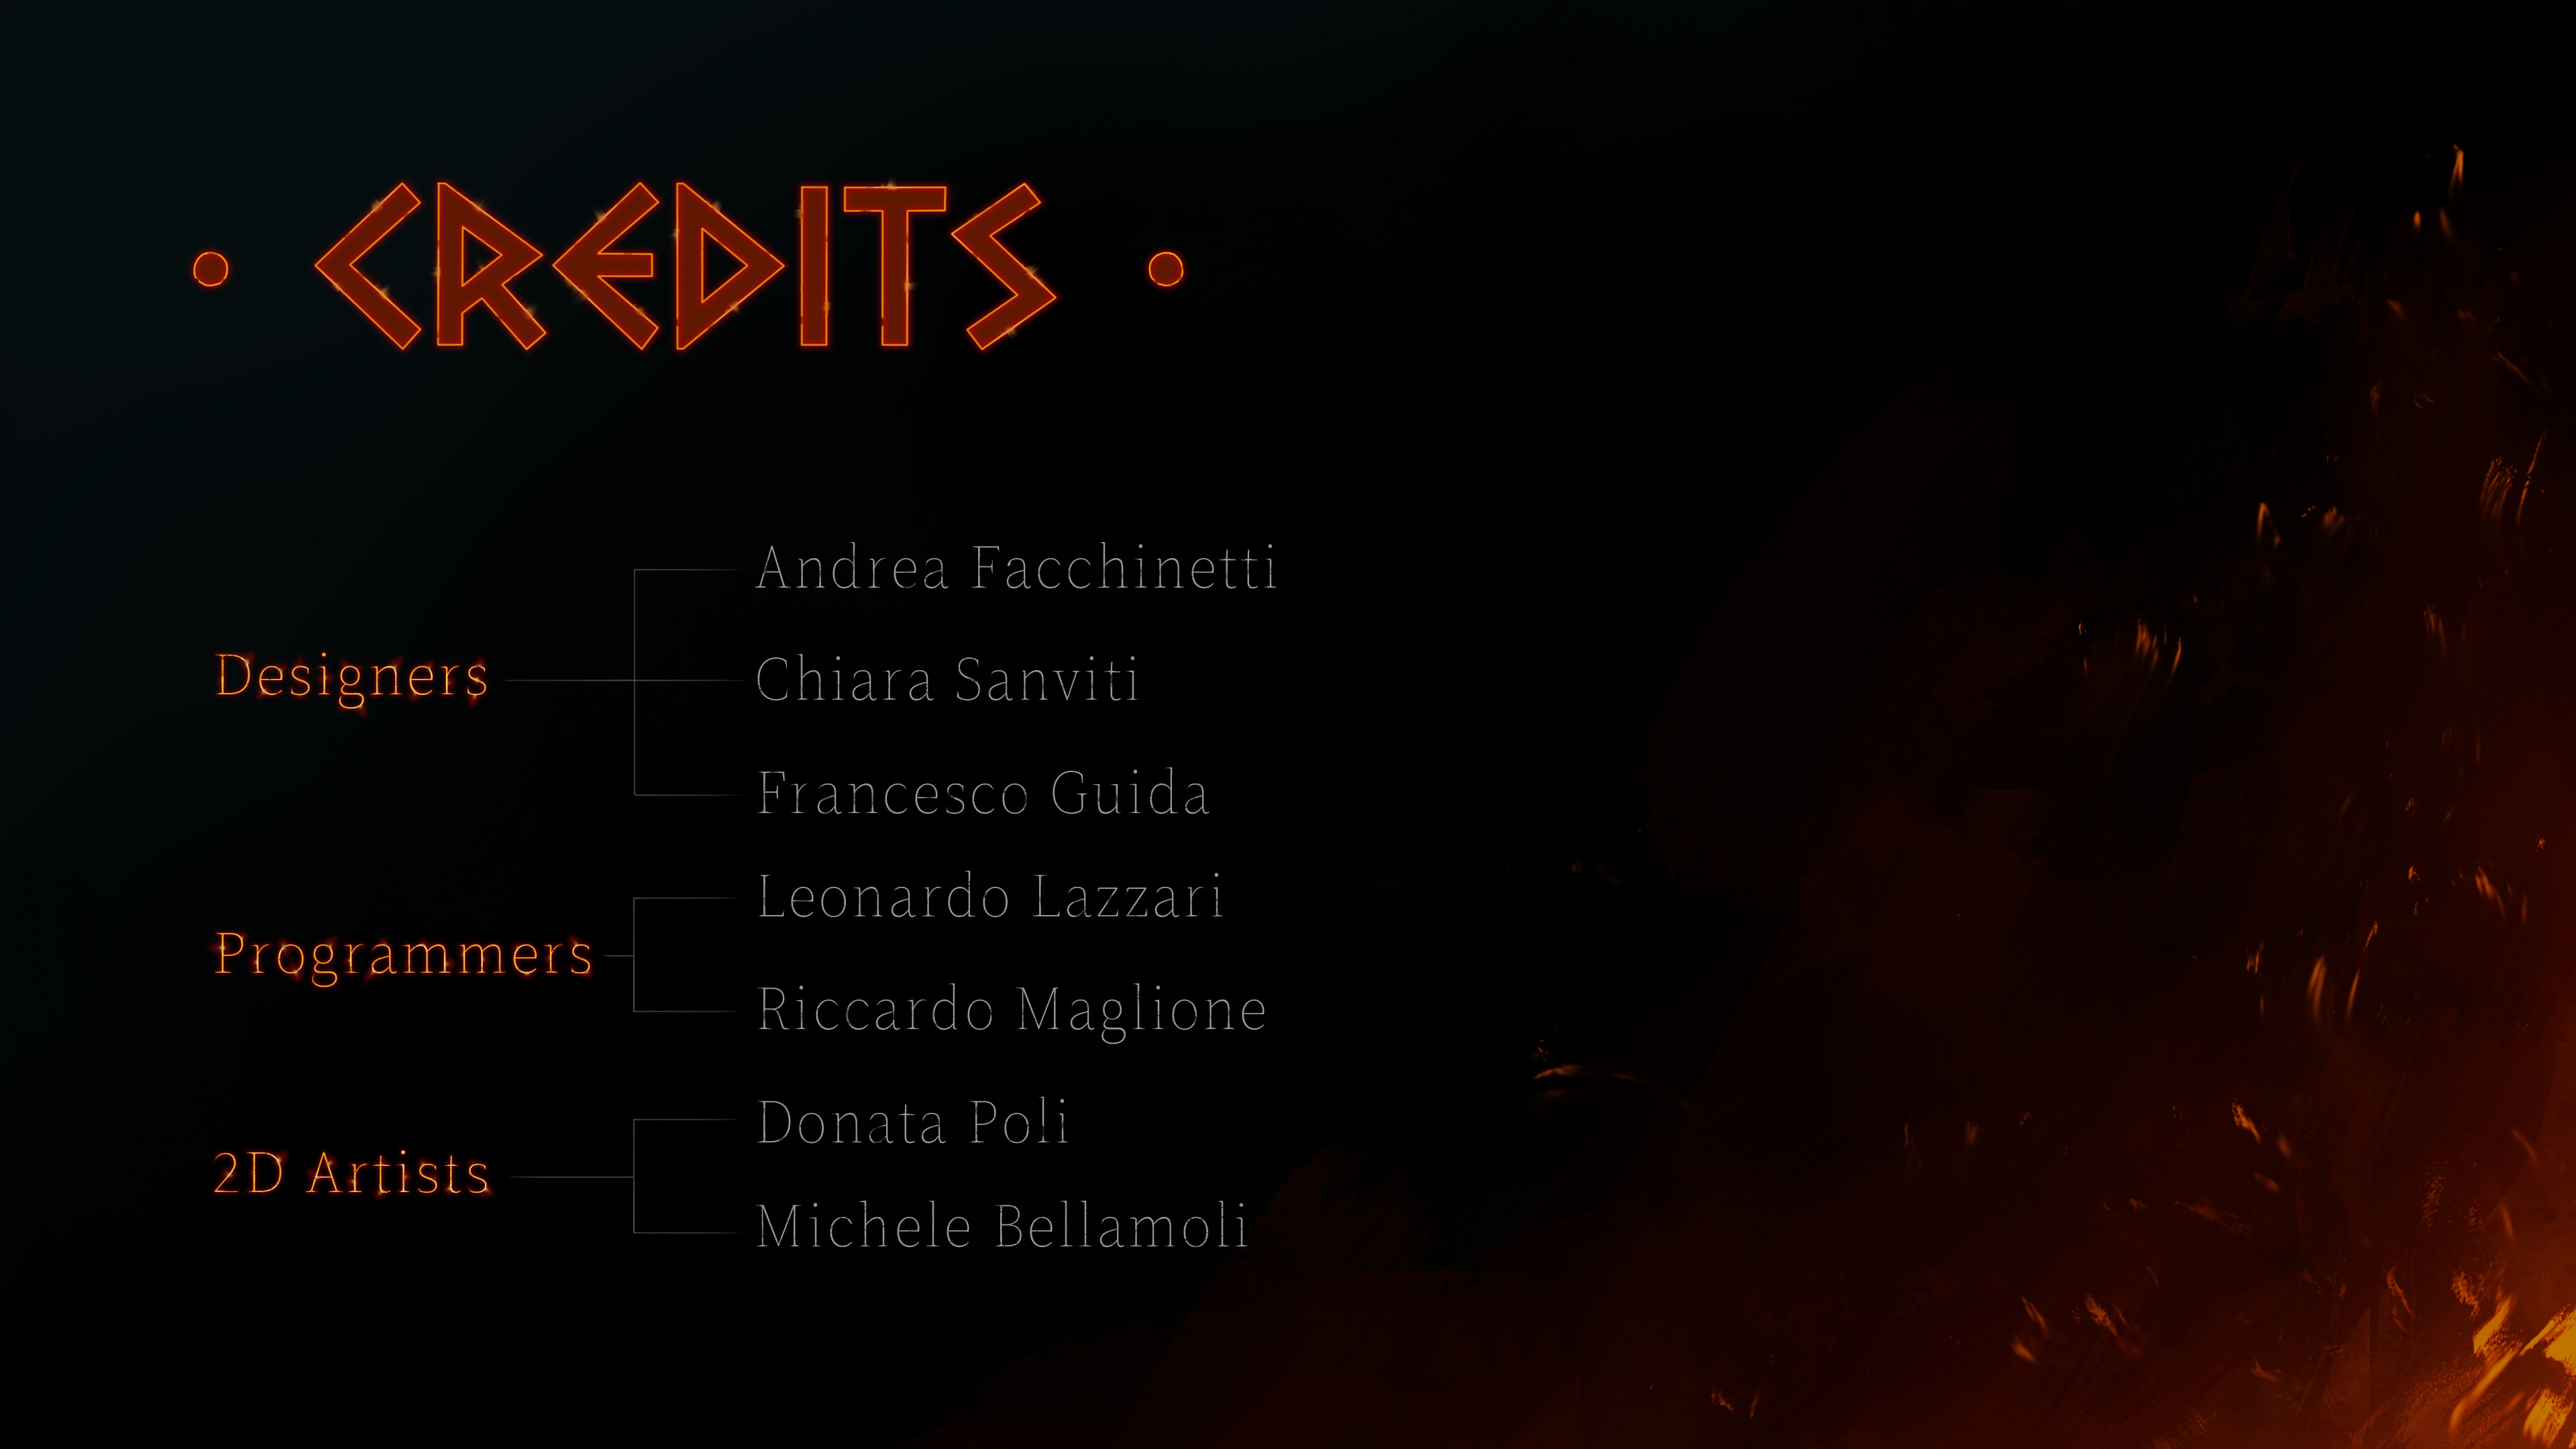 • CREDITS •
Designers
Andrea Facchinetti
Chiara Sanviti
Francesco Guida
Programmers
Leonardo Lazzari
Riccardo Maglione
2D Artists
Donata Poli
Michele Bellamoli